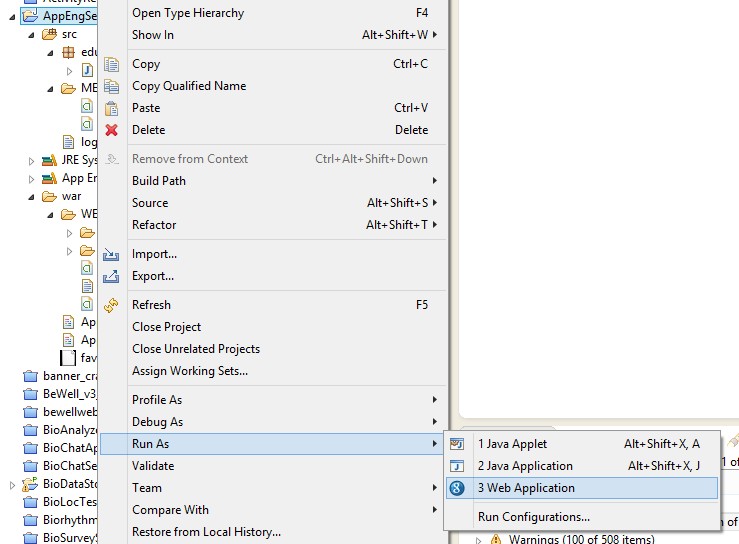 AppEngSe
src
edu
J
ME
log
JRE Sys
App En
war
WE
Ap
Ap
fav
banner_cra
BeWell_v3_
bewellweb
BioAnalyze
BioChatAp
BioChatSe
BioDataSto
BioLocTes
Biorhythm
BioSurveyS
Open Type Hierarchy F4
Show In Alt+Shift+W
Copy Ctrl+C
Copy Qualified Name
Paste Ctrl+V
Delete Delete
Remove from Context Ctrl+Alt+Shift+Down
Build Path
Source Alt+Shift+S
Refactor Alt+Shift+T
Import...
Export...
Refresh F5
Close Project
Close Unrelated Projects
Assign Working Sets...
Profile As
Debug As
Run As
Validate
Team
Compare With
Restore from Local History...
1 Java Applet Alt+Shift+X, A
2 Java Application Alt+Shift+X, J
3 Web Application
Run Configurations...
1 of
n of
Warnings (100 of 508 items)